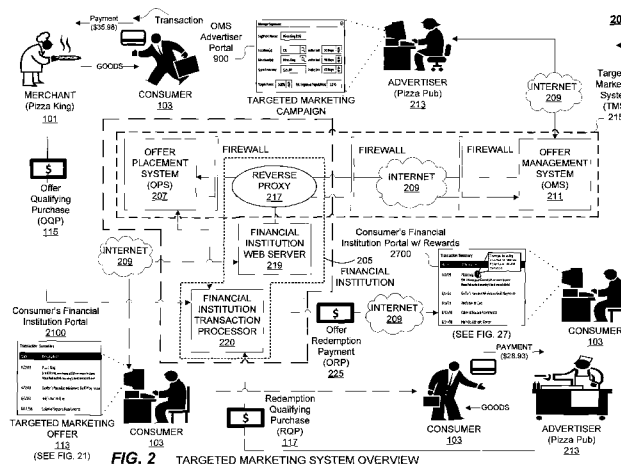 Payment
($35.98)
Transaction
GOODS
MERCHANT
(Pizza King)
101
CONSUMER
103
OMS
Advertiser
Portal
900
TARGETED MARKETING
CAMPAIGN
ADVERTISER
(Pizza Pub)
213
INTERNET
209
20
Targe
Marke
Syste
(TMS
215
$
Offer
Qualifying
Purchase
(OQP)
115
OFFER
PLACEMENT
SYSTEM
(OPS)
207
FIREWALL
FIREWALL
FIREWALL
REVERSE
PROXY
217
INTERNET
209
OFFER
MANAGEMENT
SYSTEM
(OMS)
211
INTERNET
209
FINANCIAL
INSTITUTION
WEB SERVER
219
205
FINANCIAL
INSTITUTION
FINANCIAL
INSTITUTION
TRANSACTION
PROCESSOR
220
Consumer's Financial
Institution Portal w/ Rewards
2700
(SEE FIG. 27)
CONSUMER
103
$
Offer
Redemption
Payment
(ORP)
225
INTERNET
209
Consumer's Financial
Institution Portal
2100
TARGETED MARKETING
OFFER
113
(SEE FIG. 21)
CONSUMER
103
Redemption
Qualifying
Purchase
(RQP)
117
$
PAYMENT
($28.93)
GOODS
CONSUMER
103
ADVERTISER
(Pizza Pub)
213
FIG. 2 TARGETED MARKETING SYSTEM OVERVIEW